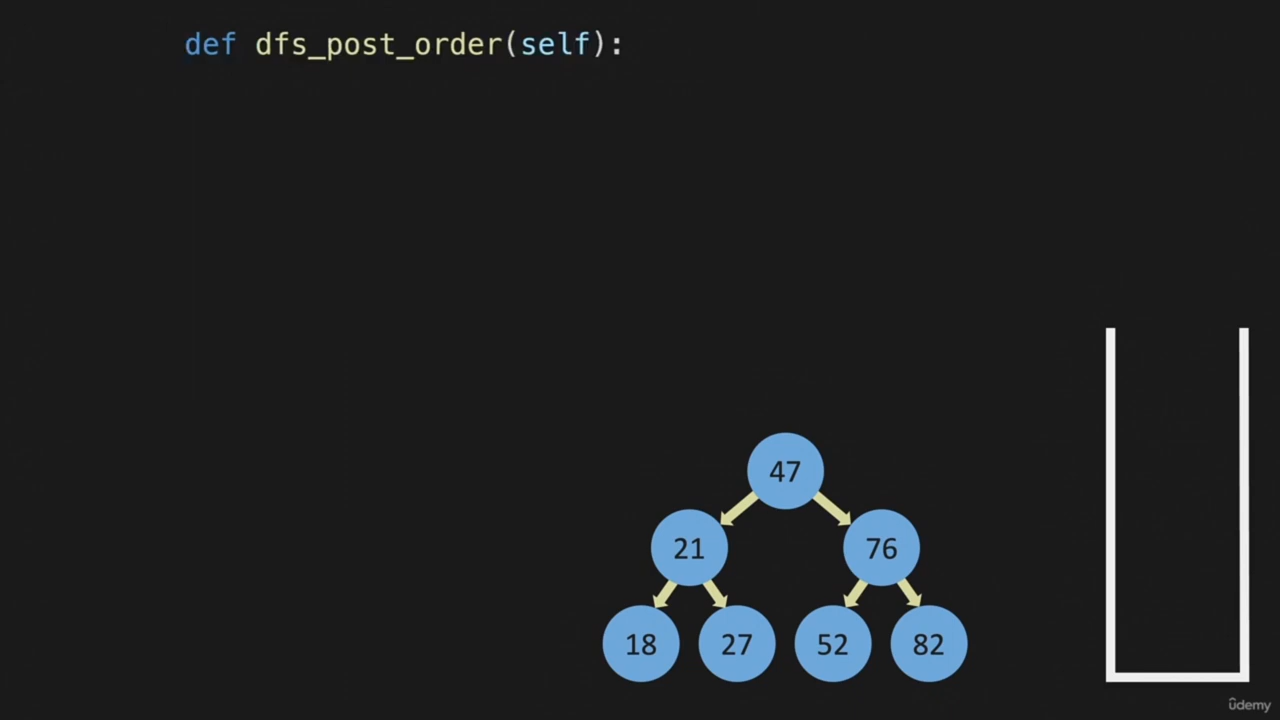 def dfs_post_order(self):
47
21 76
18 27 52 82
ûdemy